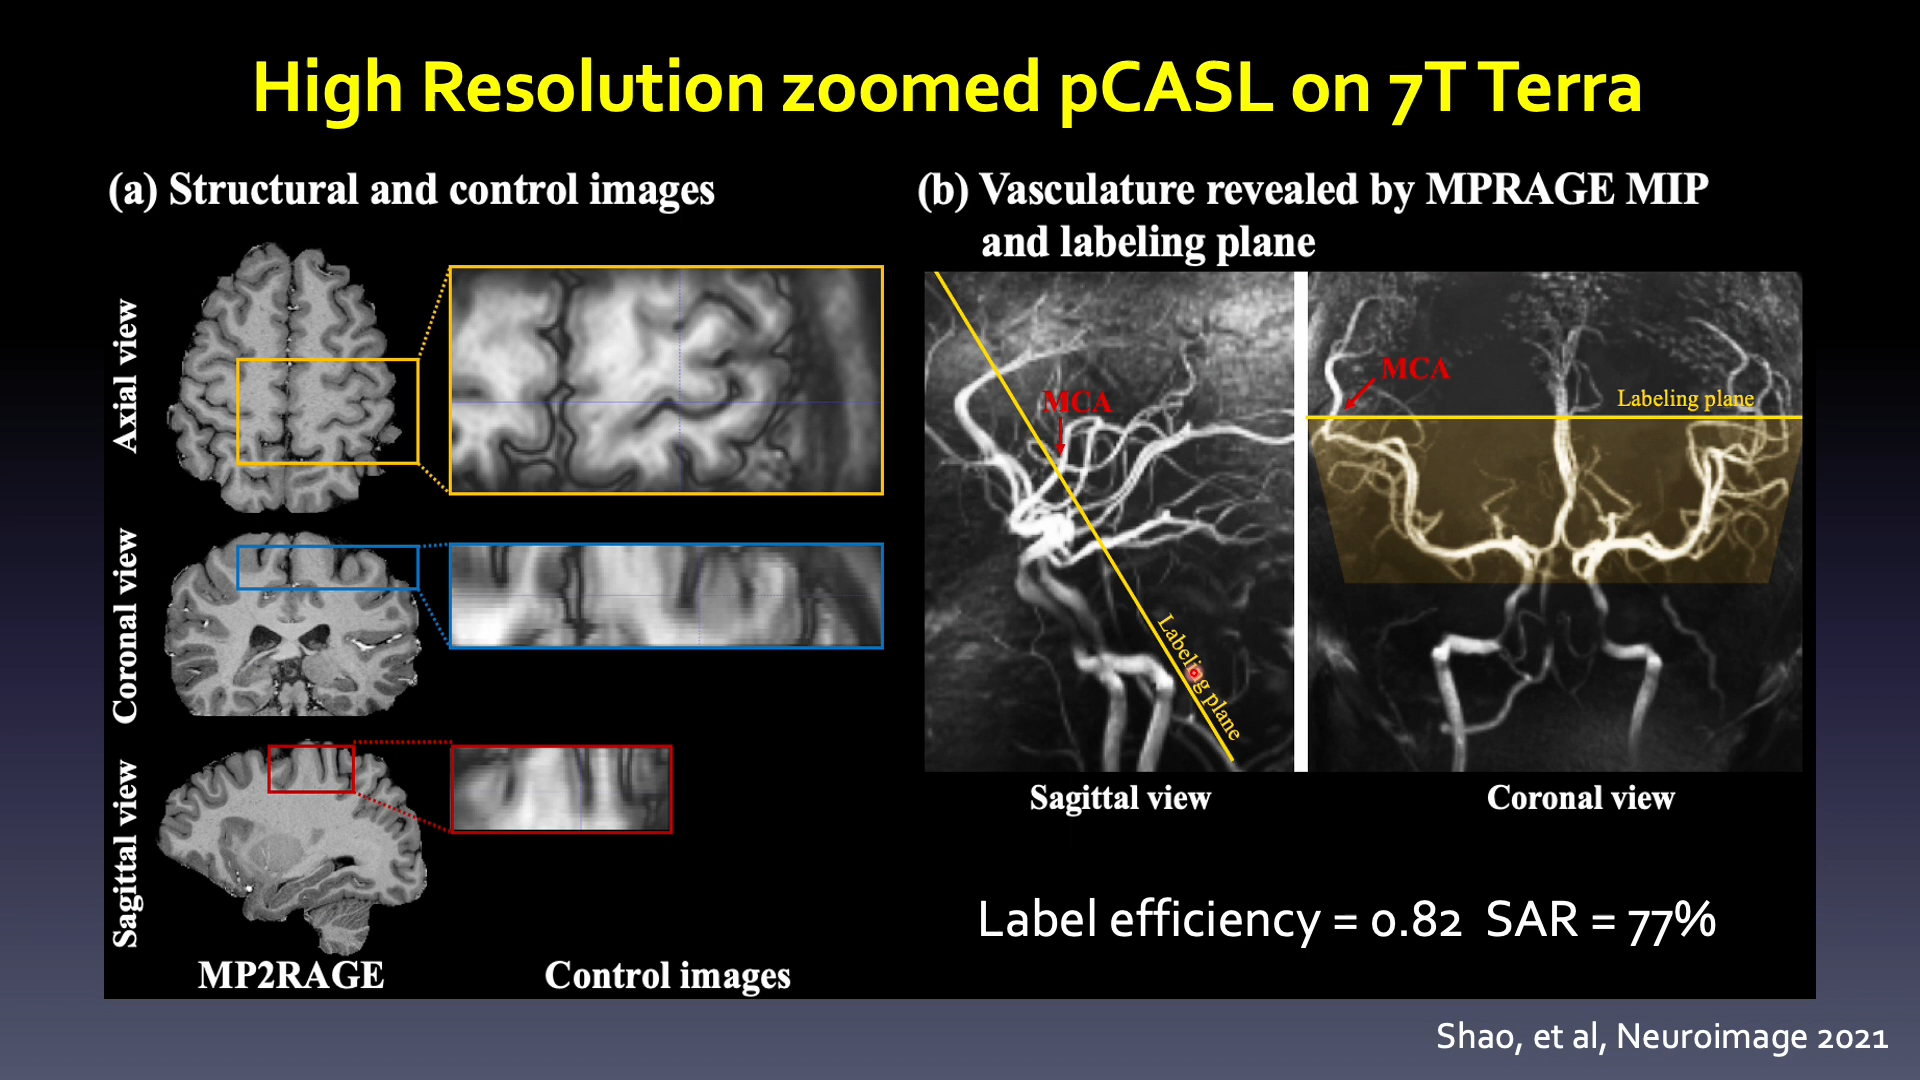 High Resolution zoomed pCASL on 7T Terra
(a) Structural and control images
Axial view
Coronal view
Sagittal view
MP2RAGE
Control images
(b) Vasculature revealed by MPRAGE MIP
and labeling plane
MCA
Labeling plane
MCA
Labeling plane
Sagittal view
Coronal view
Label efficiency = 0.82 SAR = 77%
Shao, et al, Neuroimage 2021